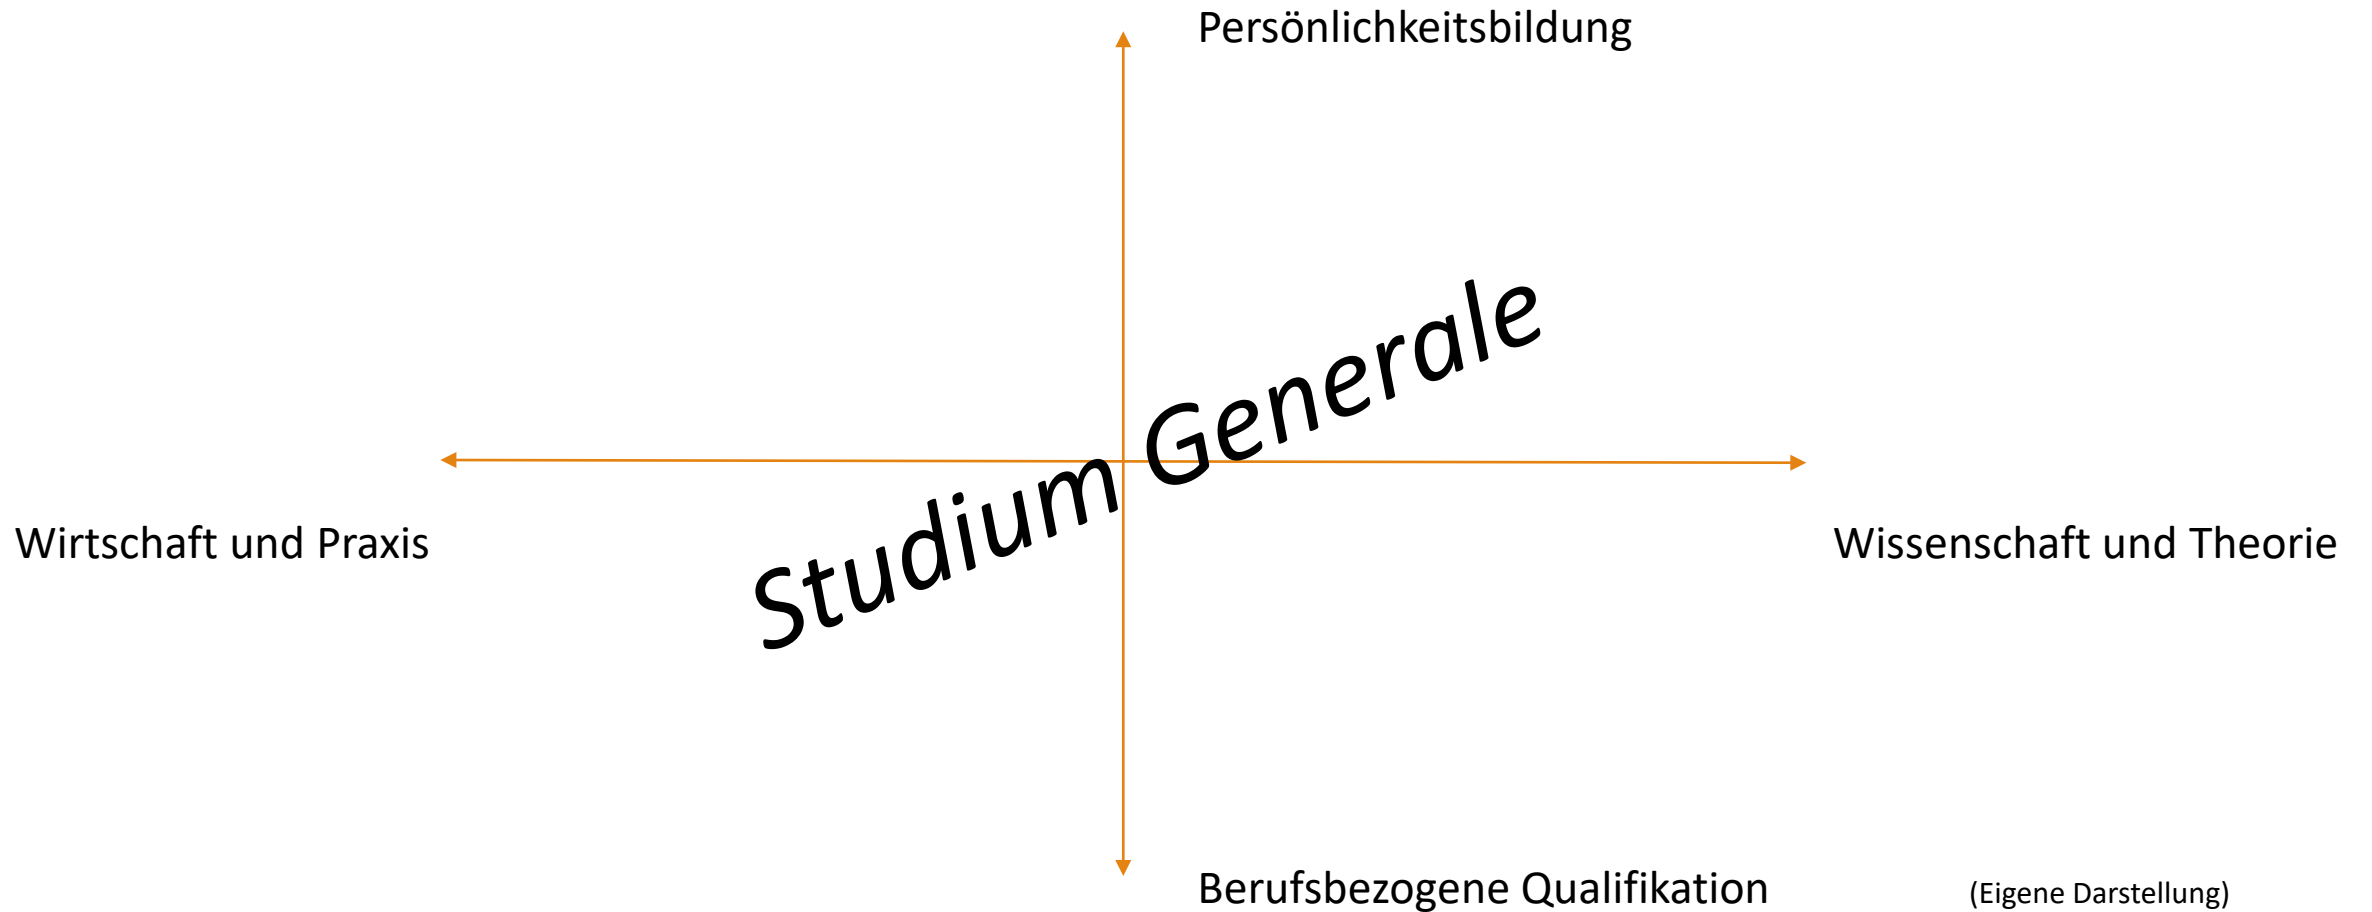 Persönlichkeitsbildung
Studium Generale
Wirtschaft und Praxis
Wissenschaft und Theorie
Berufsbezogene Qualifikation
(Eigene Darstellung)